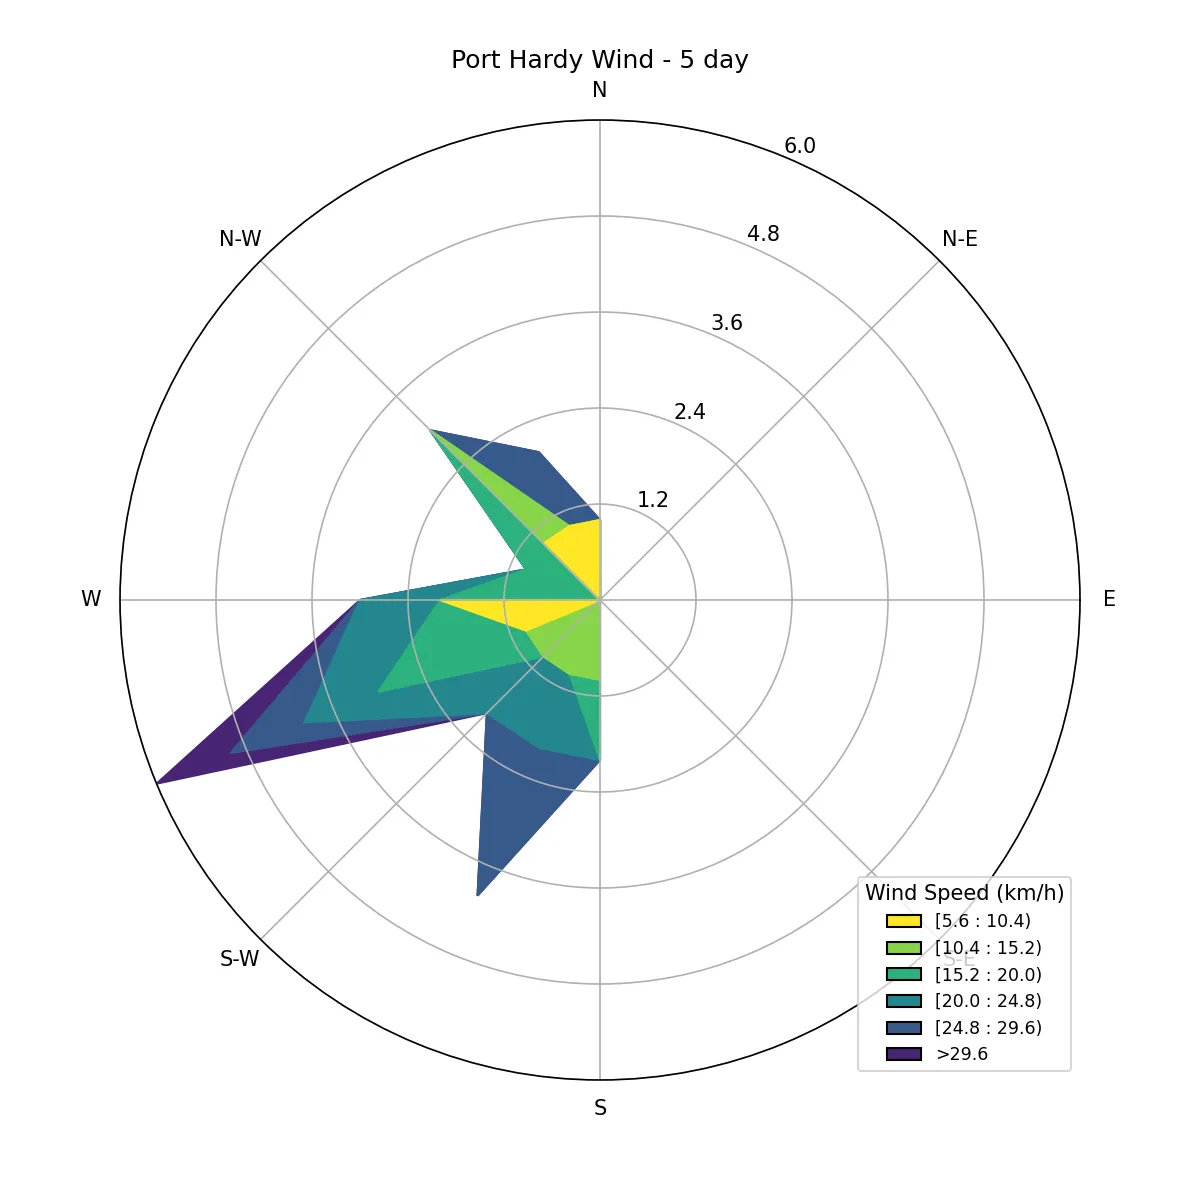 Port Hardy Wind - 5 day
N
6.0
4.8
N-W
N-E
3.6
2.4
1.2
W
E
S-W
S-E
Wind Speed (km/h)
[5.6 : 10.4)
[10.4 : 15.2)
[15.2 : 20.0)
[20.0 : 24.8)
[24.8 : 29.6)
>29.6
S